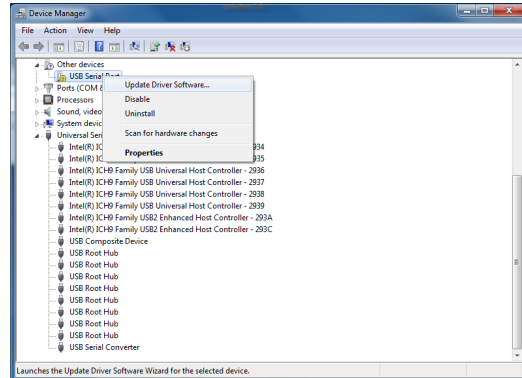 Device Manager
File Action View Help
Other devices
USB Serial Port
Update Driver Software...
Ports (COM &
Disable
Processors
Uninstall
Sound, video
System devic
Scan for hardware changes
Universal Seri
Intel(R) IC 934
Properties
Intel(R) IC 935
Intel(R) ICH9 Family USB Universal Host Controller - 2936
Intel(R) ICH9 Family USB Universal Host Controller - 2937
Intel(R) ICH9 Family USB Universal Host Controller - 2938
Intel(R) ICH9 Family USB Universal Host Controller - 2939
Intel(R) ICH9 Family USB2 Enhanced Host Controller - 293A
Intel(R) ICH9 Family USB2 Enhanced Host Controller - 293C
USB Composite Device
USB Root Hub
USB Root Hub
USB Root Hub
USB Root Hub
USB Root Hub
USB Root Hub
USB Root Hub
USB Root Hub
USB Serial Converter
Launches the Update Driver Software Wizard for the selected device.